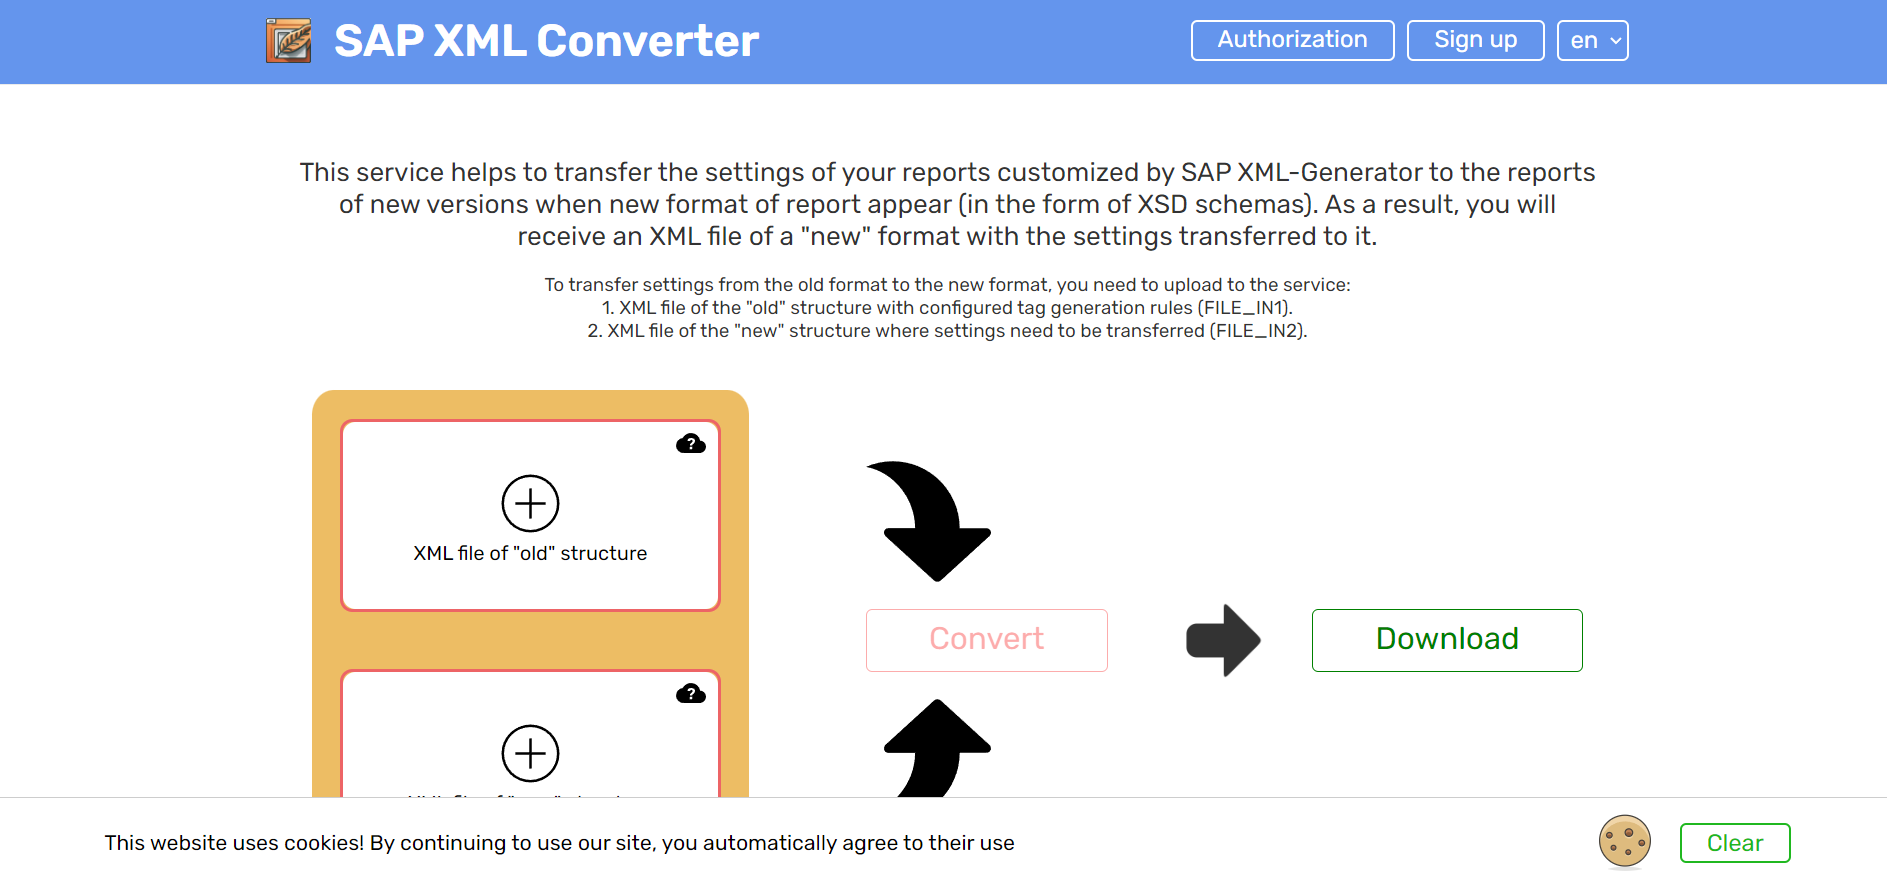 SAP XML Converter
Authorization
Sign up
en
This service helps to transfer the settings of your reports customized by SAP XML-Generator to the reports
of new versions when new format of report appear (in the form of XSD schemas). As a result, you will
receive an XML file of a "new" format with the settings transferred to it.
To transfer settings from the old format to the new format, you need to upload to the service:
1. XML file of the "old" structure with configured tag generation rules (FILE_IN1).
2. XML file of the "new" structure where settings need to be transferred (FILE_IN2).
?
XML file of "old" structure
Convert
Download
?
This website uses cookies! By continuing to use our site, you automatically agree to their use
Clear